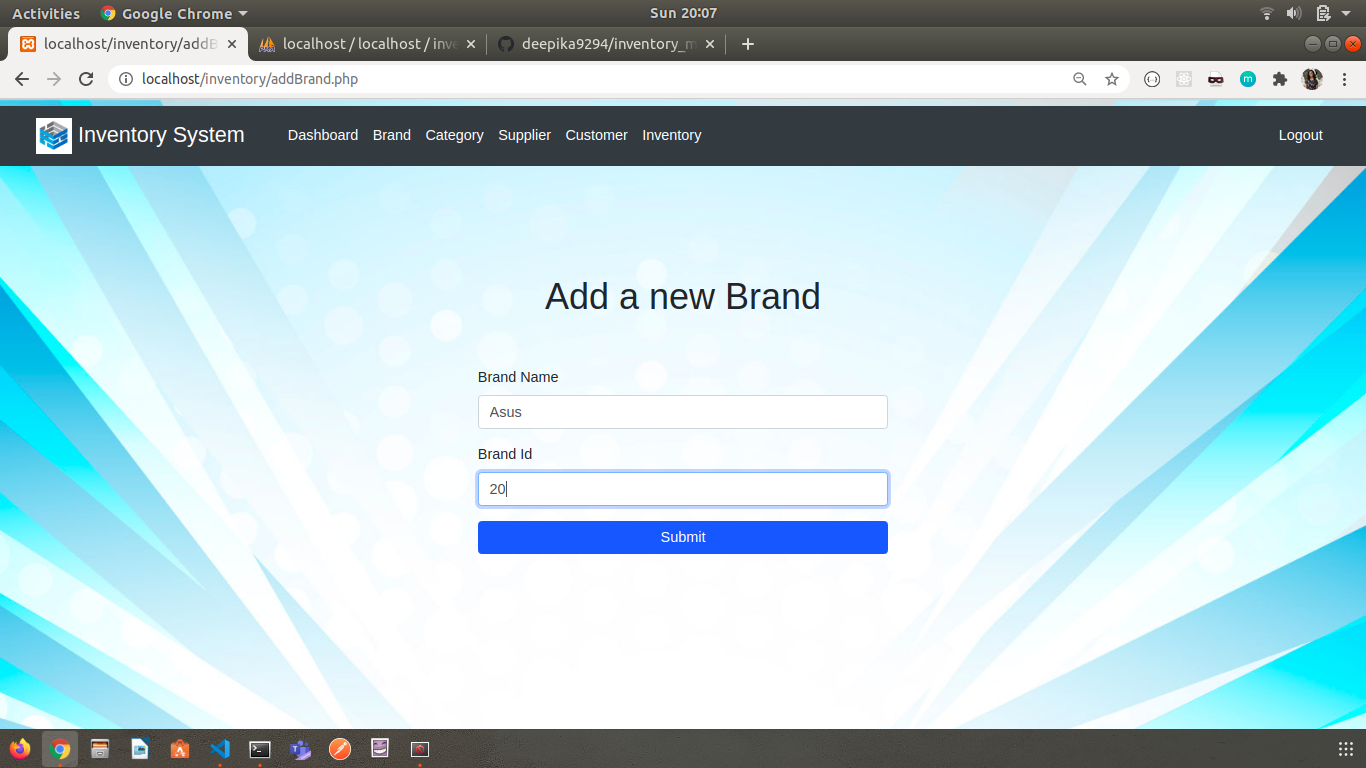 Activities Google Chrome Sun 20:07
localhost/inventory/addB localhost / localhost / inve deepika9294/inventory_m
localhost/inventory/addBrand.php
Inventory System Dashboard Brand Category Supplier Customer Inventory Logout
Add a new Brand
Brand Name
Asus
Brand Id
20
Submit